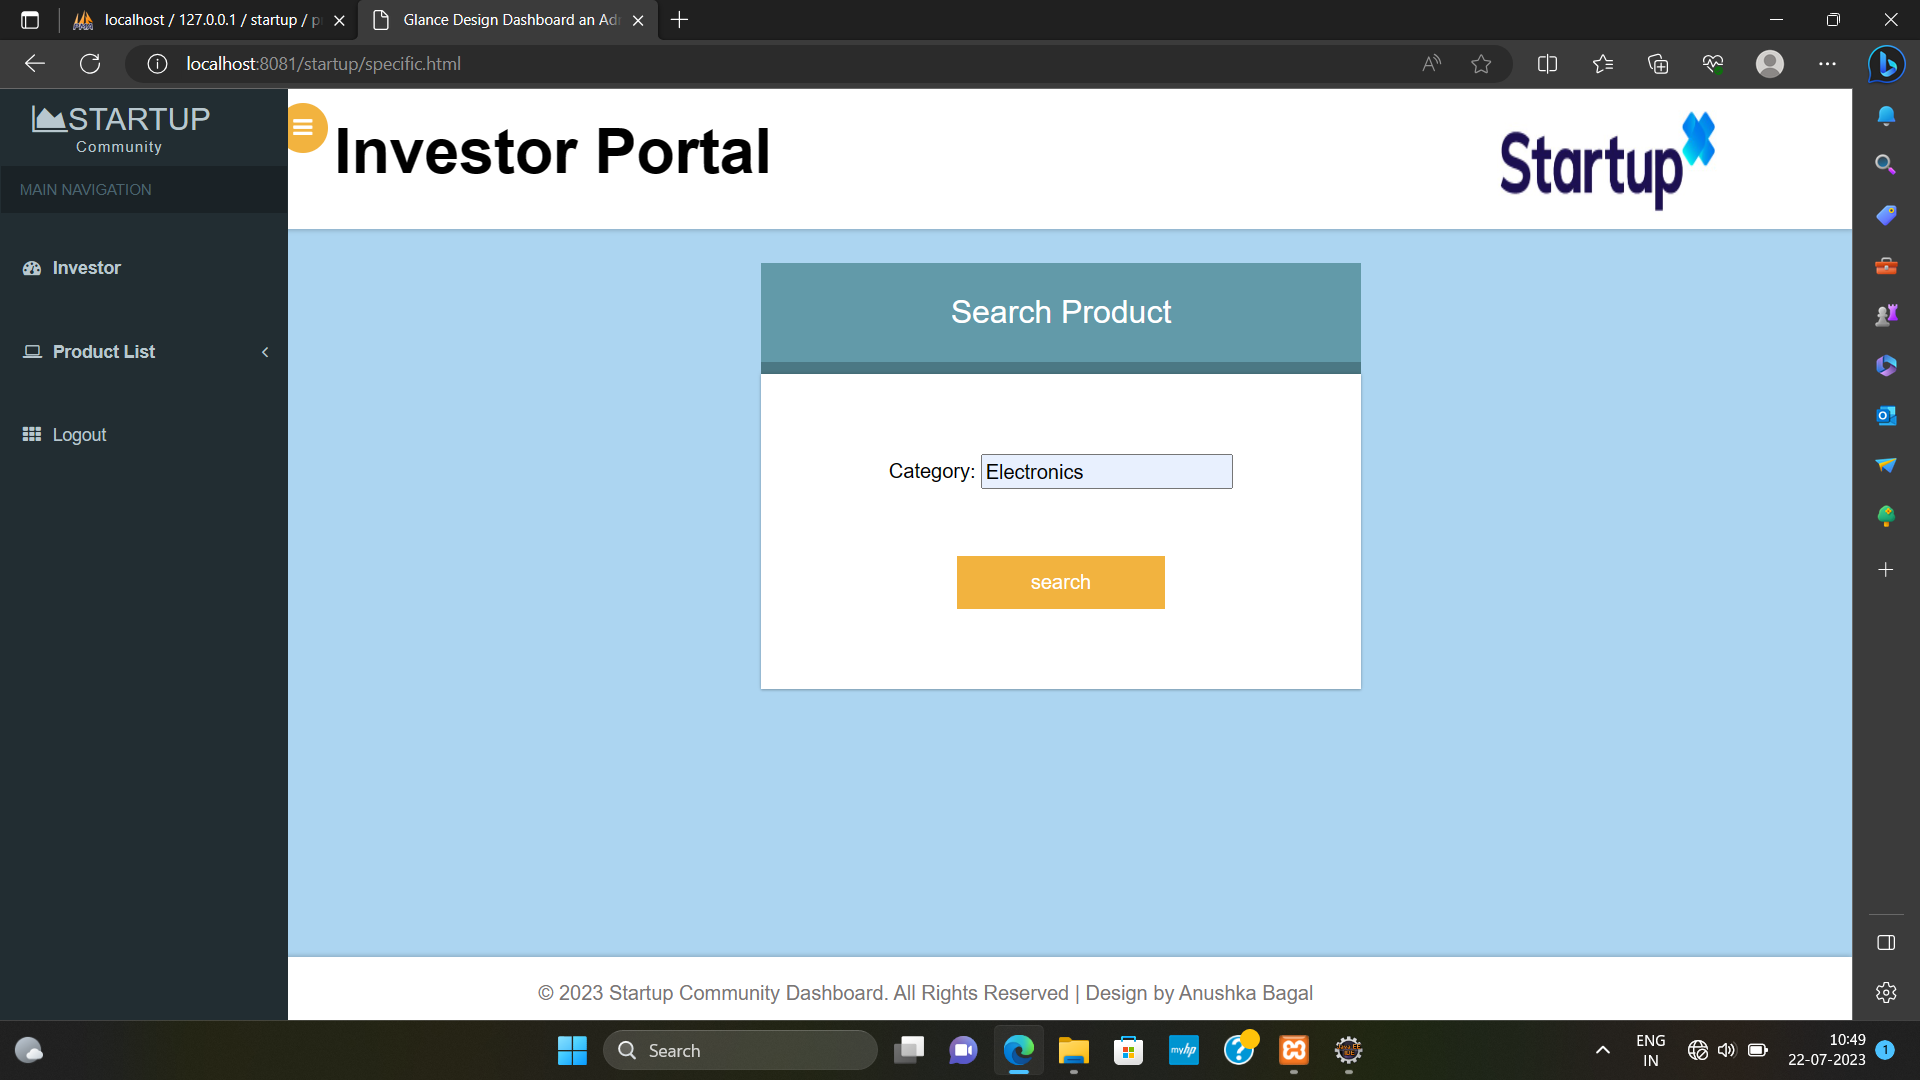 localhost / 127.0.0.1 / startup / p
Glance Design Dashboard an Ad
localhost:8081/startup/specific.html
STARTUP
Community
MAIN NAVIGATION
Investor
Product List
Logout
Investor Portal
Startup
Search Product
Category: Electronics
search
© 2023 Startup Community Dashboard. All Rights Reserved | Design by Anushka Bagal
Search
myhp
ENG
IN
10:49
22-07-2023
1